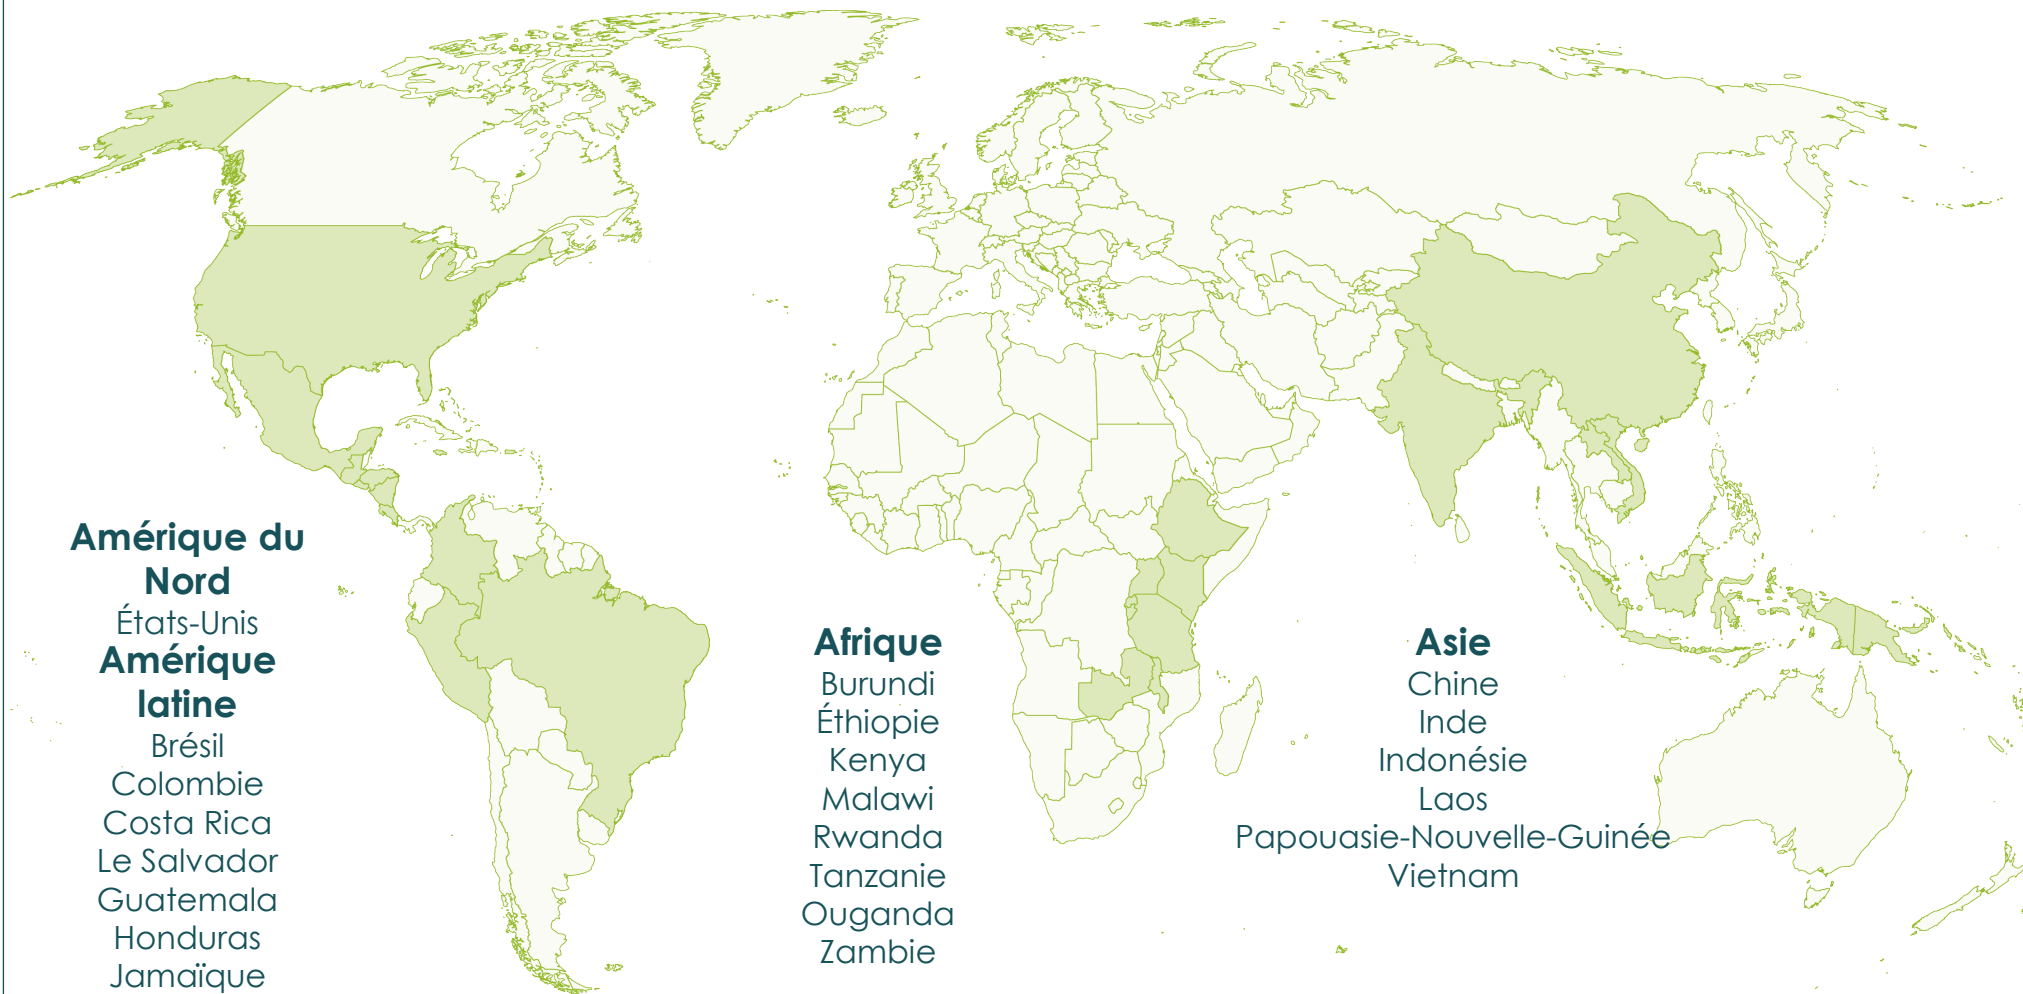 Amérique du
Nord
États-Unis
Amérique
latine
Brésil
Colombie
Costa Rica
Le Salvador
Guatemala
Honduras
Jamaïque
Afrique
Burundi
Éthiopie
Kenya
Malawi
Rwanda
Tanzanie
Ouganda
Zambie
Asie
Chine
Inde
Indonésie
Laos
Papouasie-Nouvelle-Guinée
Vietnam